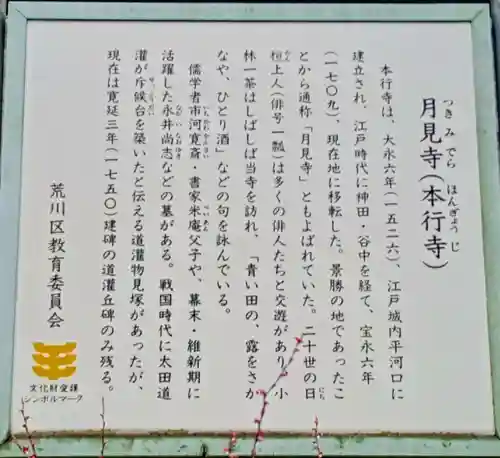 月見寺(本行寺)
つきみでら ほんぎょうじ
本行寺は、大永六年(一五二六)、江戸城内平河口に
建立され、江戸時代に神田・谷中を経て、宝永六年
(一七〇九)、現在地に移転した。景勝の地であったこ
とから通称「月見寺」ともよばれていた。二十世の日
桓上人(俳号一瓢)は多くの俳人たちと交遊があり、小
林一茶はしばしば当寺を訪れ、「青い田の、露をさか
なや、ひとり酒」などの句を詠んでいる。
儒学者市河寛斎・書家米庵父子や、幕末・維新期に
活躍した永井尚志などの墓がある。戦国時代に太田道
灌が斥候台を築いたと伝える道灌物見塚があったが、
現在は寛延三年(一七五〇)建碑の道灌丘碑のみ残る。
荒川区教育委員会
文化財愛護
シンボルマーク